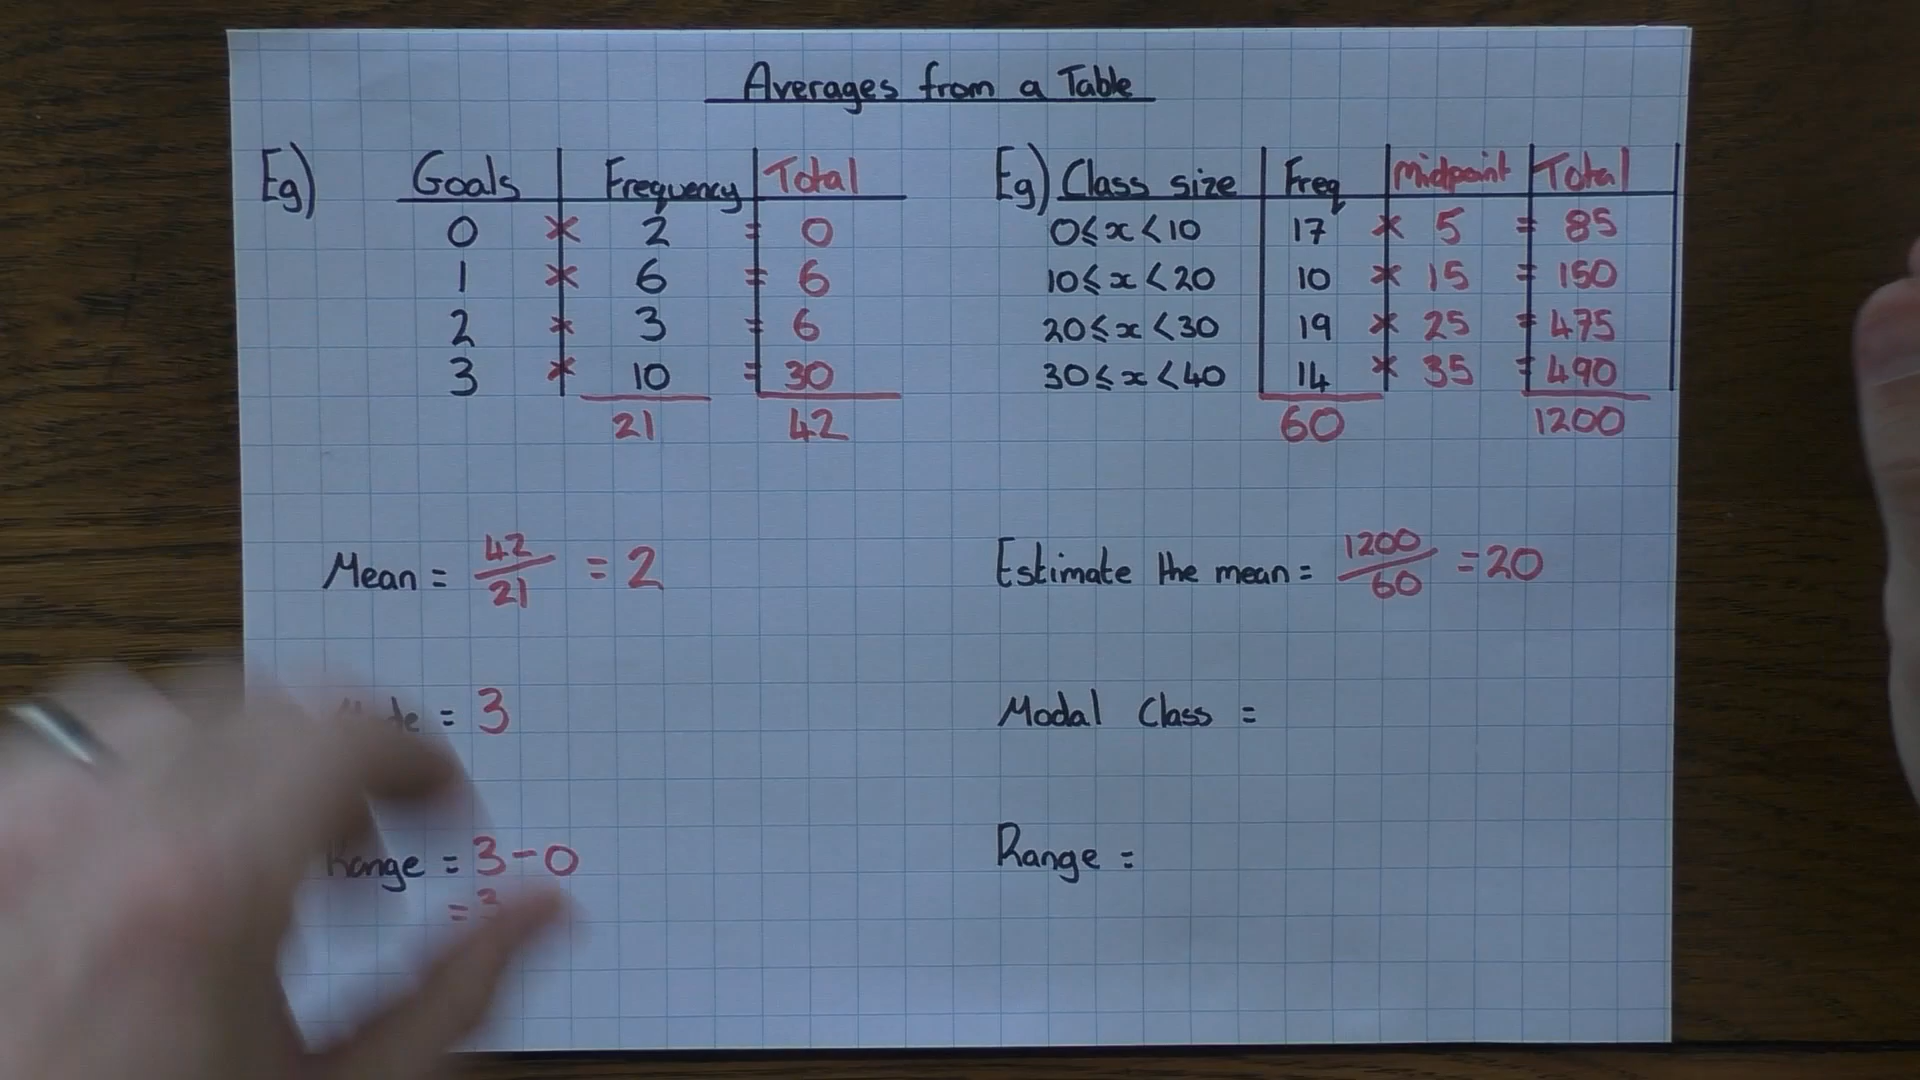 Averages from a Table
Eg) Goals Frequency Total
0 × 2 = 0
1 × 6 = 6
2 × 3 = 6
3 × 10 = 30
21 42
Mean = 42/21 = 2
= 3
Range = 3-0
= 3
Eg) Class size Freq Midpoint Total
0≤x<10 17 × 5 = 85
10≤x<20 10 × 15 = 150
20≤x<30 19 × 25 = 475
30≤x<40 14 × 35 = 490
60 1200
Estimate the mean = 1200/60 = 20
Modal Class =
Range =